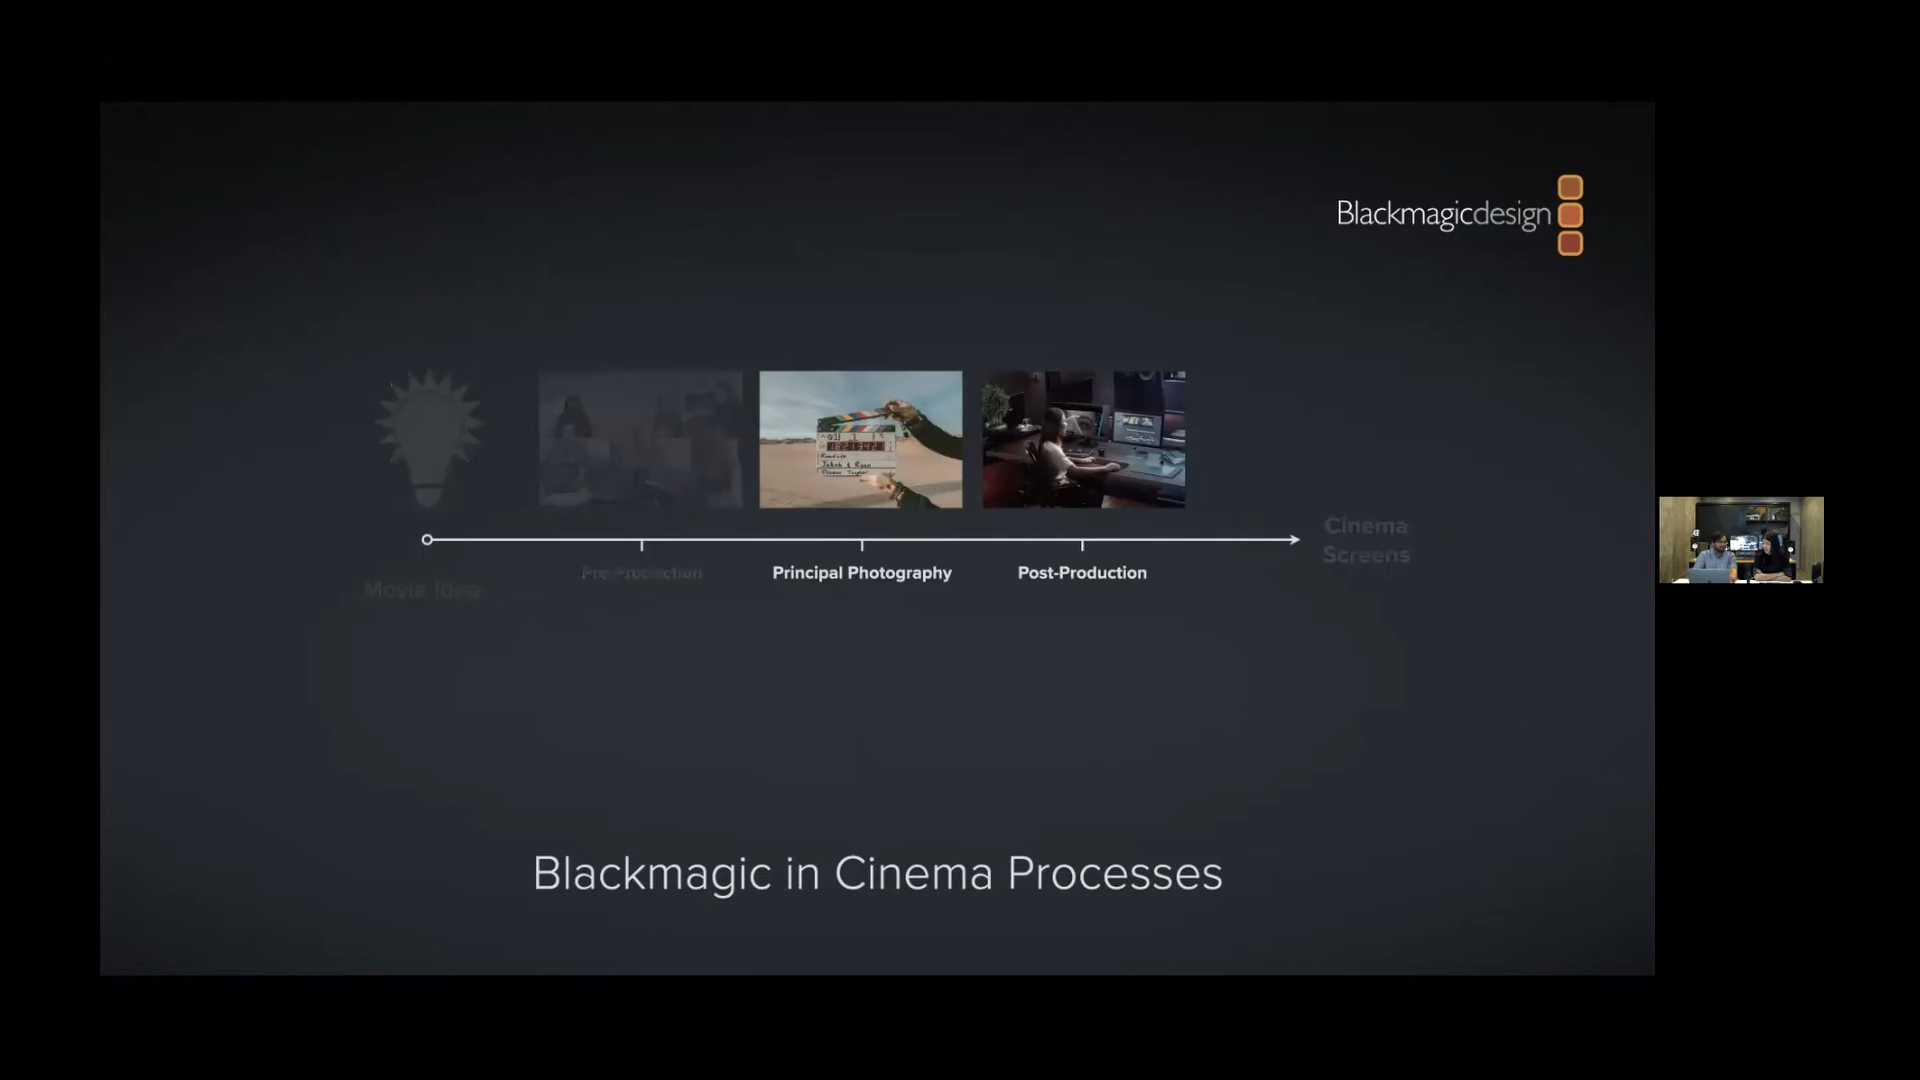 Blackmagicdesign
Pre-Production
Principal Photography
Post-Production
Cinema
Screens
Movie Idea
Blackmagic in Cinema Processes